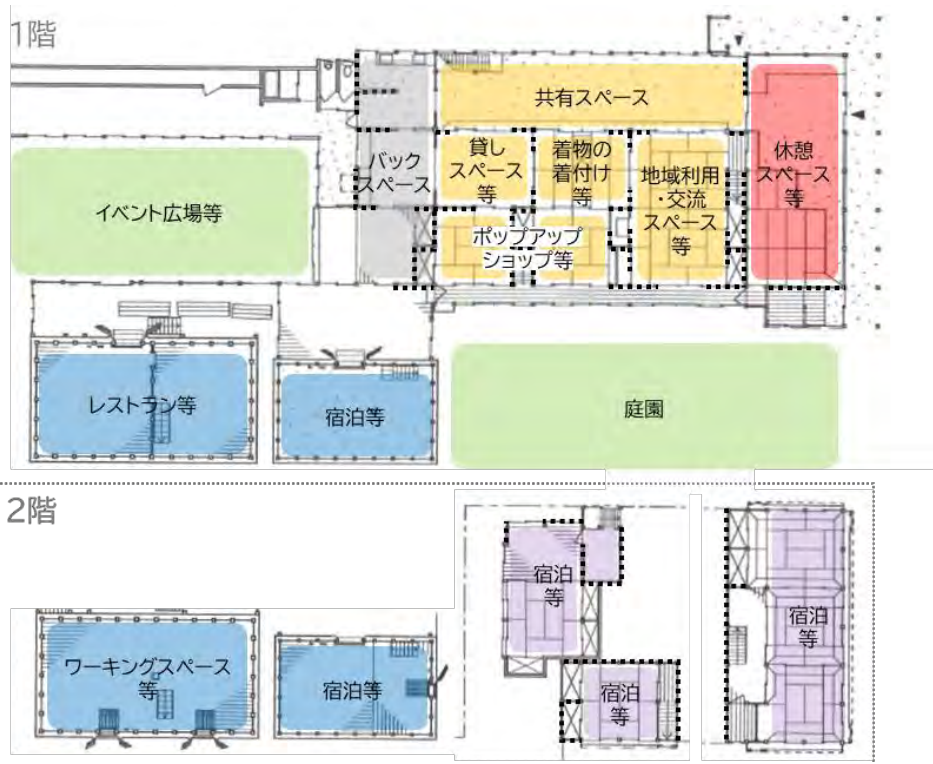 1階
共有スペース
バック
スペース
貸し
スペース
等
着物の
着付け
等
地域利用
・交流
スペース
等
休憩
スペース
等
イベント広場等
ポップアップ
ショップ等
レストラン等
宿泊等
庭園
2階
ワーキングスペース
等
宿泊等
宿泊
等
宿泊
等
宿泊
等